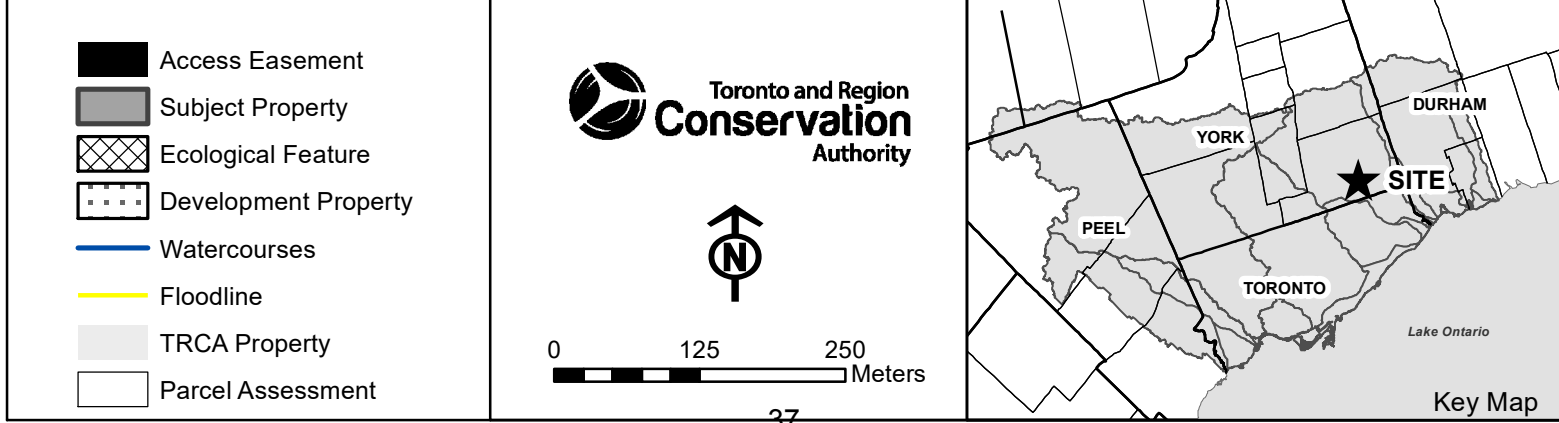 Access Easement
Subject Property
Ecological Feature
Development Property
Watercourses
Floodline
TRCA Property
Parcel Assessment
Toronto and Region
Conservation
Authority
N
0 125 250
Meters
37
DURHAM
YORK
SITE
PEEL
TORONTO
Lake Ontario
Key Map